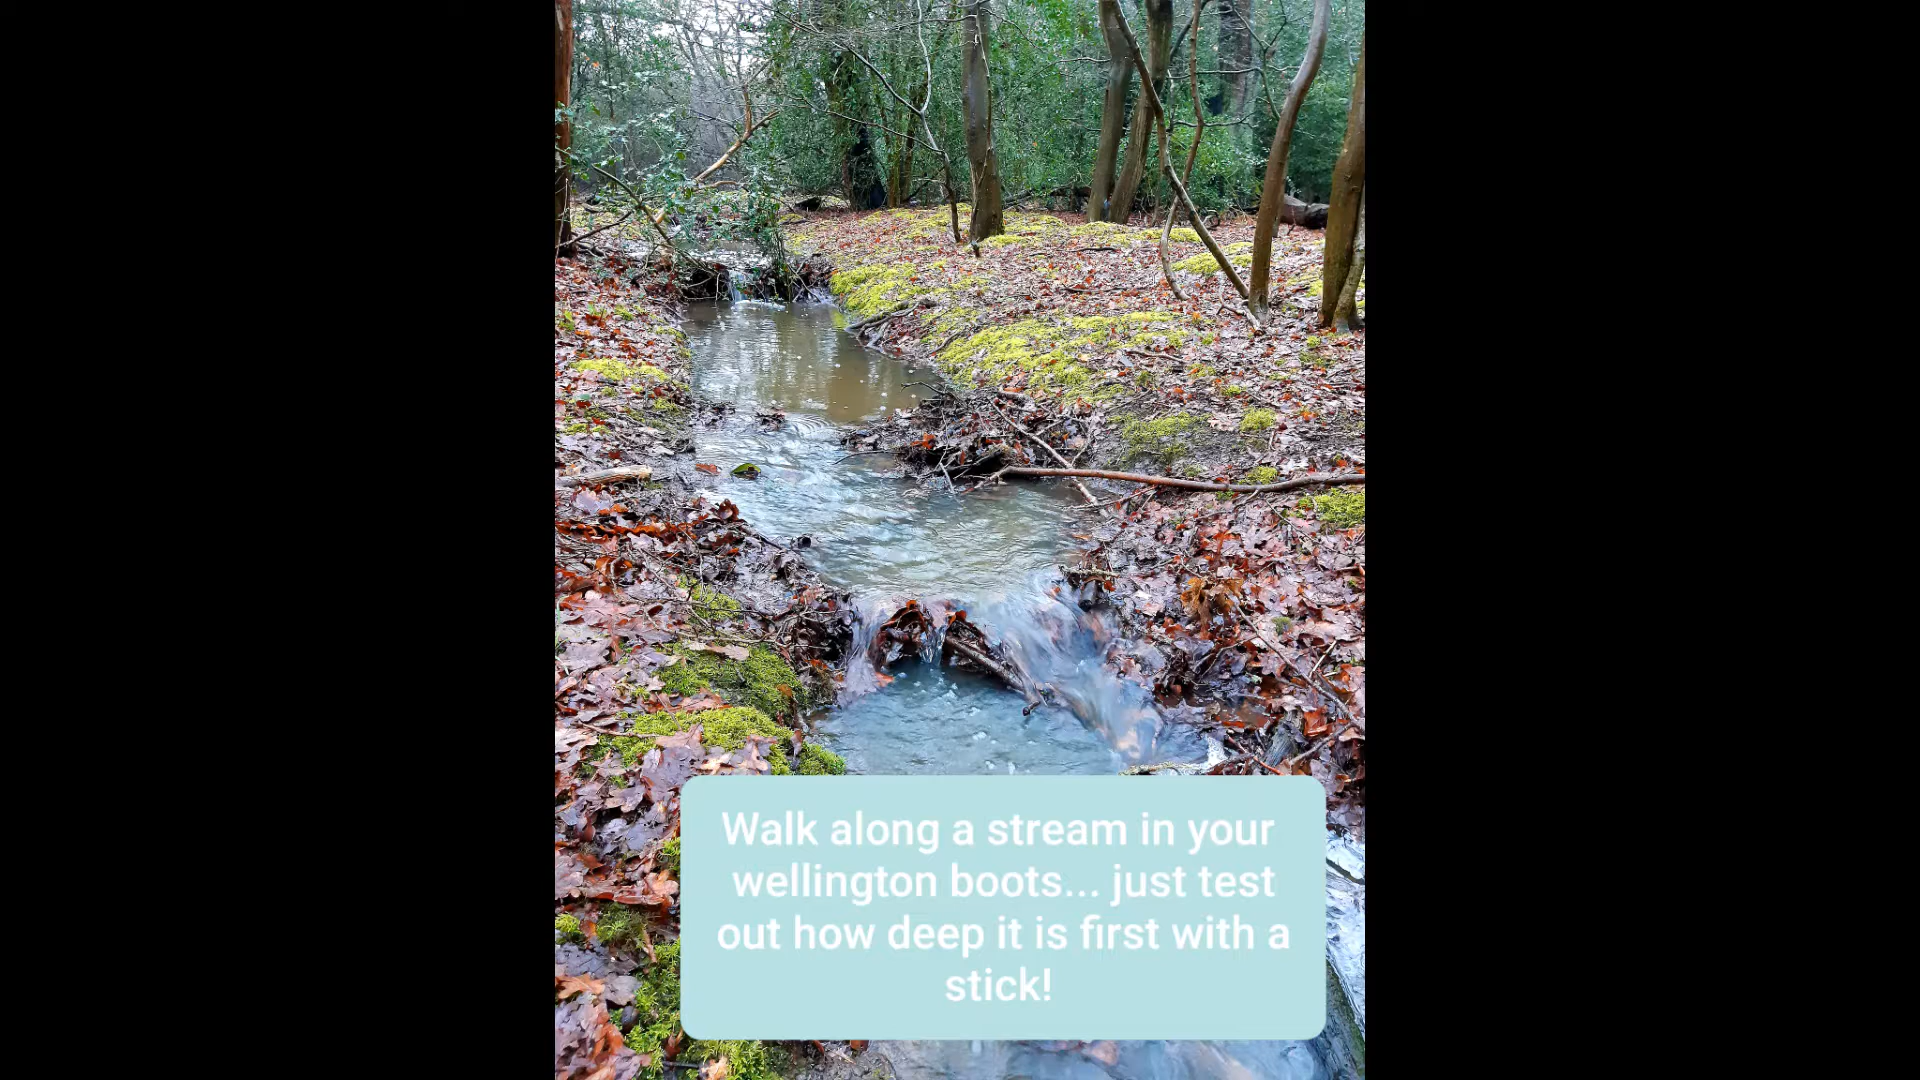 Walk along a stream in your
wellington boots... just test
out how deep it is first with a
stick!